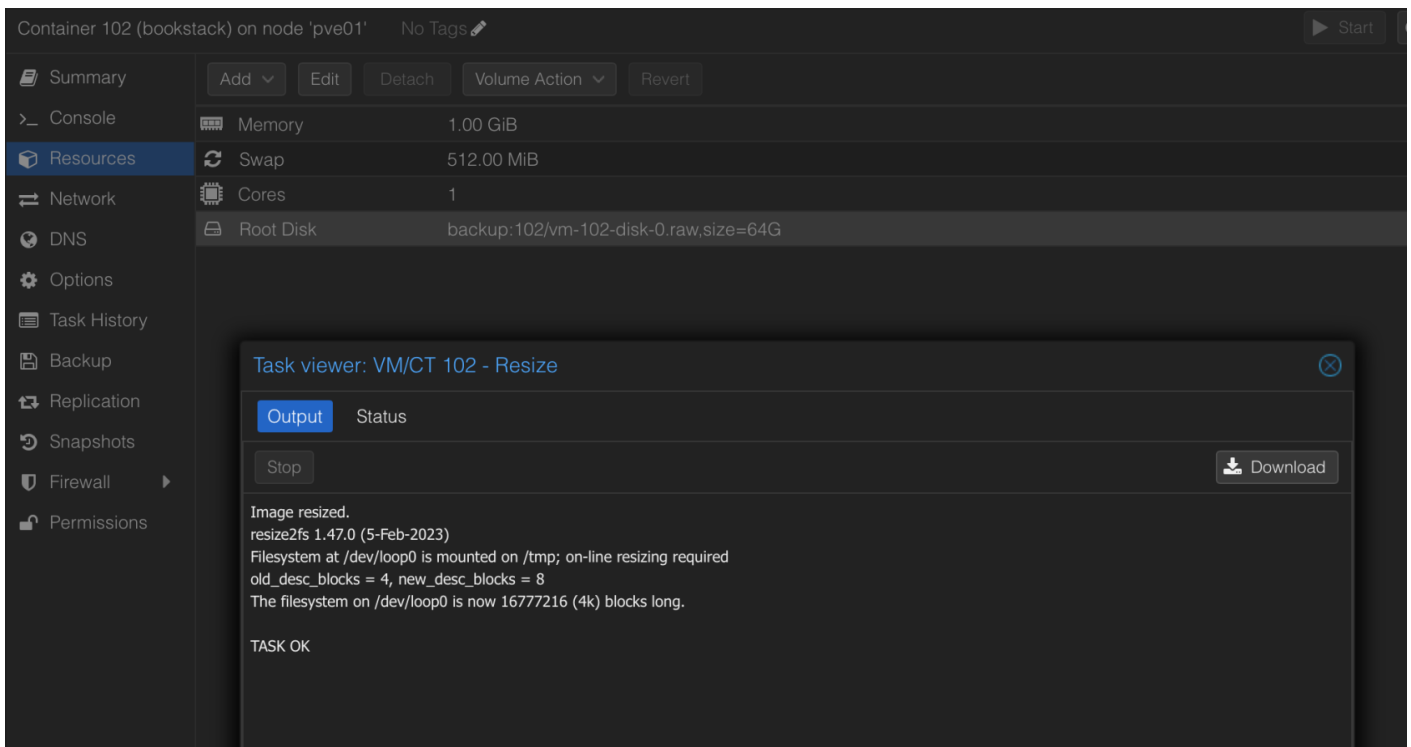 Container 102 (bookstack) on node 'pve01' No Tags Start
Summary
Console
Resources
Network
DNS
Options
Task History
Backup
Replication
Snapshots
Firewall
Permissions
Add Edit Detach Volume Action Revert
Memory 1.00 GiB
Swap 512.00 MiB
Cores 1
Root Disk backup:102/vm-102-disk-0.raw,size=64G
Task viewer: VM/CT 102 - Resize
Output Status
Stop Download
Image resized.
resize2fs 1.47.0 (5-Feb-2023)
Filesystem at /dev/loop0 is mounted on /tmp; on-line resizing required
old_desc_blocks = 4, new_desc_blocks = 8
The filesystem on /dev/loop0 is now 16777216 (4k) blocks long.
TASK OK